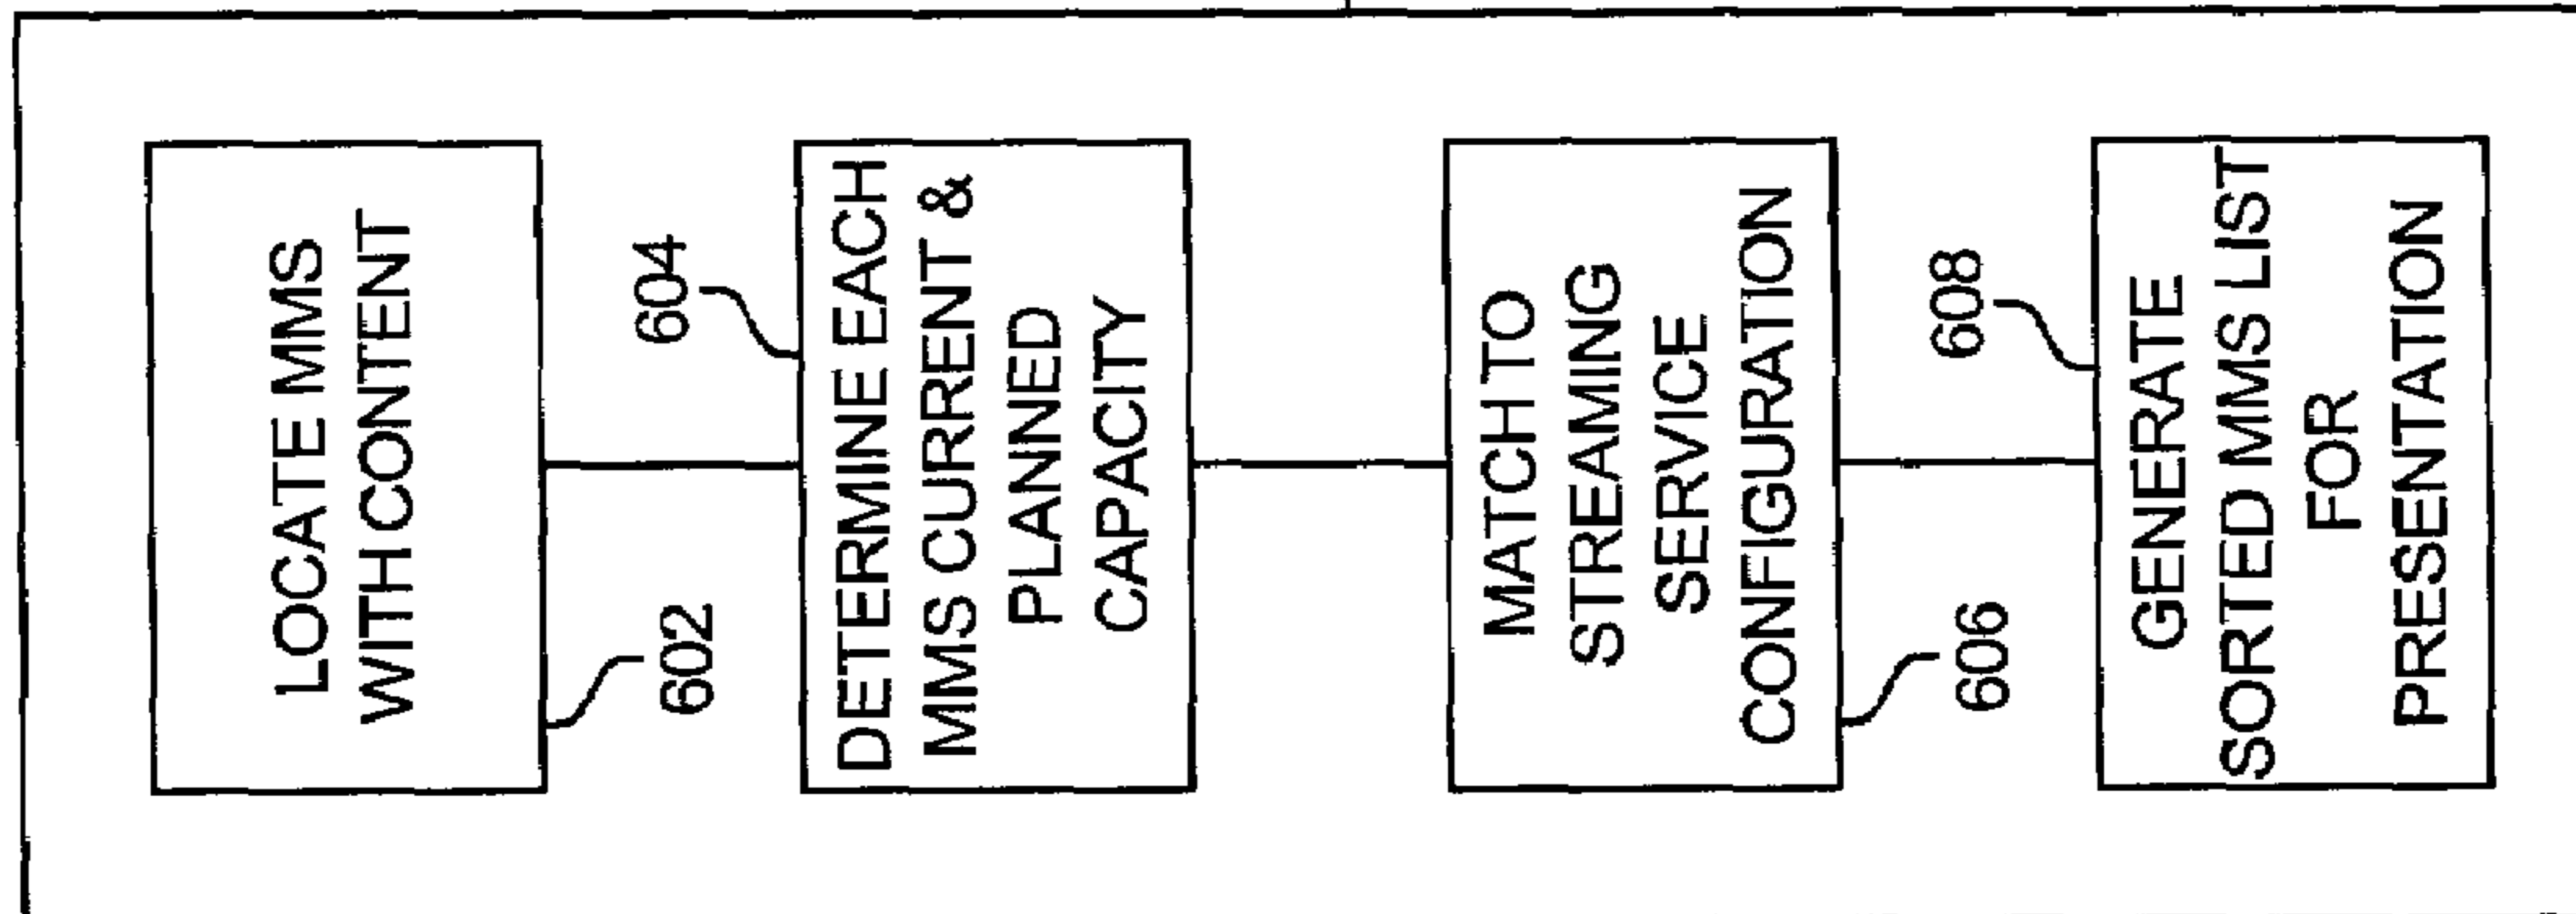 LOCATE MMS
WITH CONTENT
602
604
DETERMINE EACH
MMS CURRENT &
PLANNED
CAPACITY
MATCH TO
STREAMING
SERVICE
CONFIGURATION
606
608
GENERATE
SORTED MMS LIST
FOR
PRESENTATION